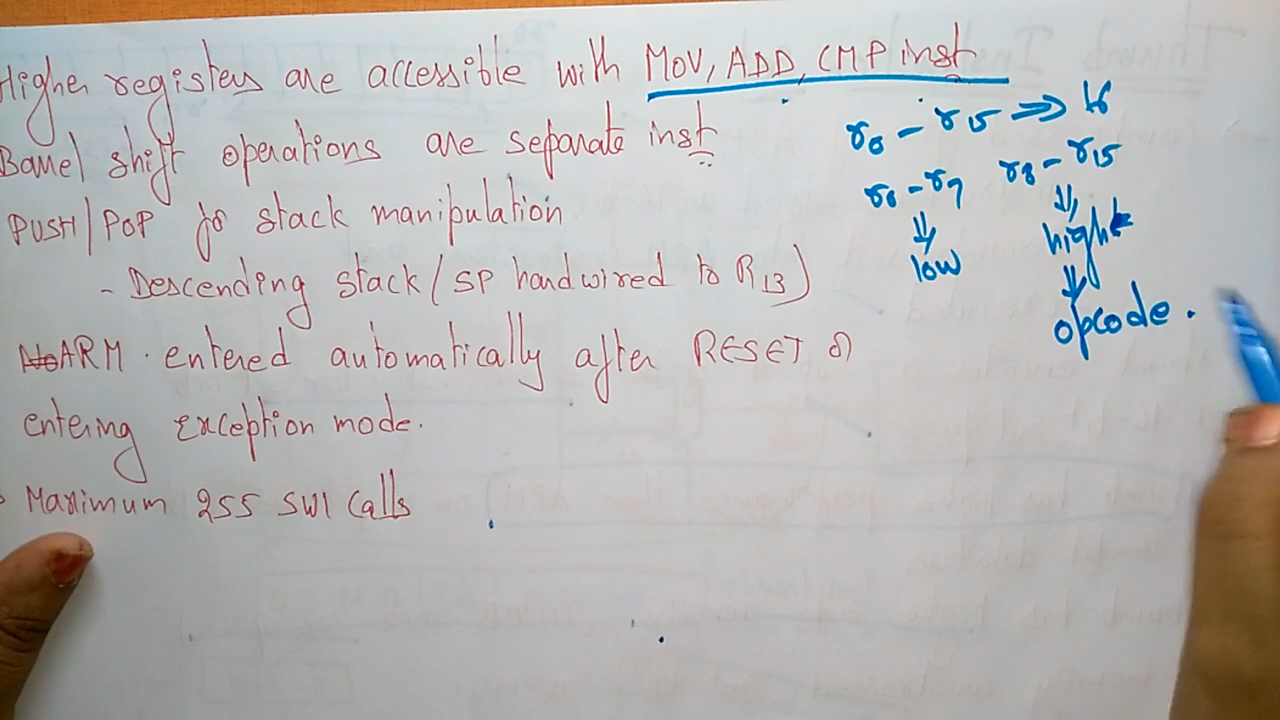 Higher registers are accessible with MOV, ADD, CMP inst
Barrel shift operations are separate inst
PUSH/POP for stack manipulation
- Descending stack (SP hardwired to R13)
ARM entered automatically after RESET or
entering Exception mode.
Maximum 255 SWI Calls
r0 - r15 ⇒ 16
r0 - r7
⇓
low
r8 - r15
⇓
high
⇓
opcode.